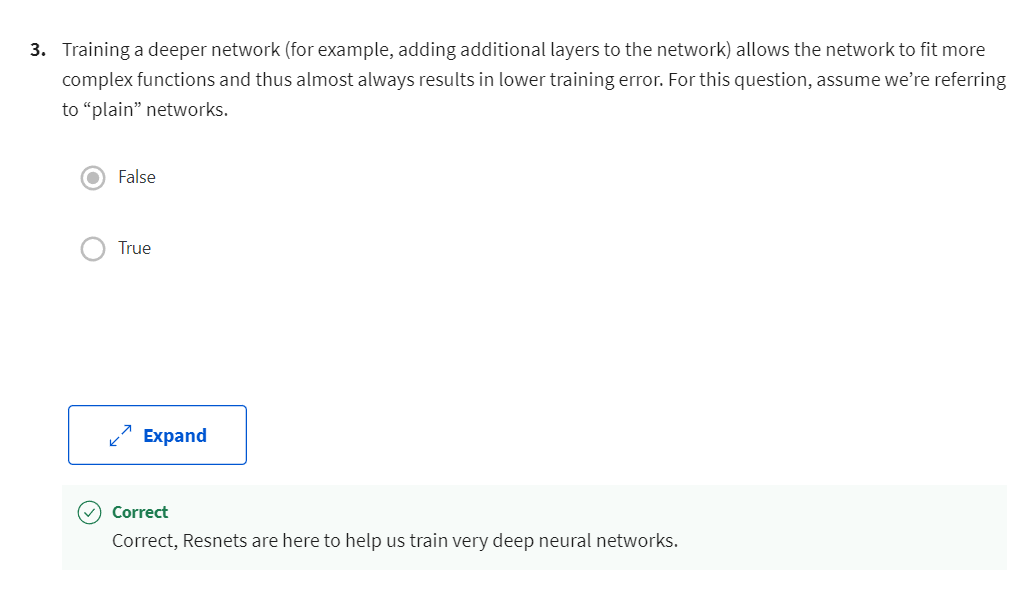 3. Training a deeper network (for example, adding additional layers to the network) allows the network to fit more
complex functions and thus almost always results in lower training error. For this question, assume we’re referring
to “plain” networks.
False
True
Expand
Correct
Correct, Resnets are here to help us train very deep neural networks.